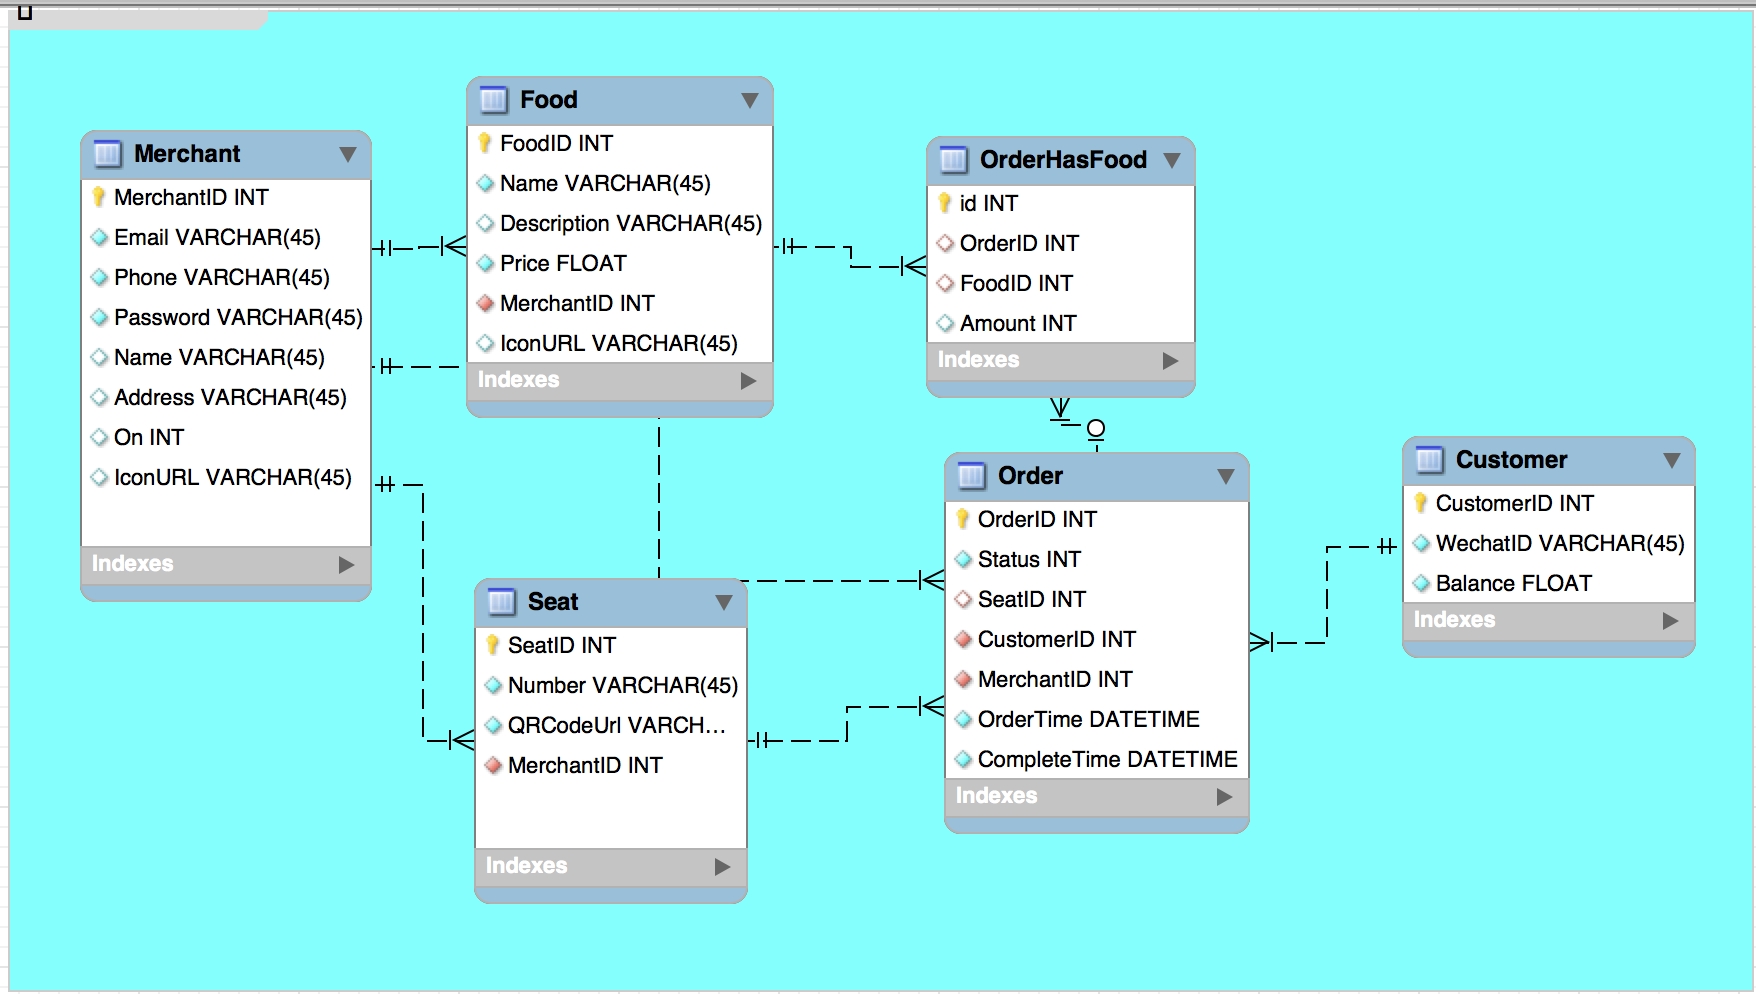 Merchant
MerchantID INT
Email VARCHAR(45)
Phone VARCHAR(45)
Password VARCHAR(45)
Name VARCHAR(45)
Address VARCHAR(45)
On INT
IconURL VARCHAR(45)
Indexes
Food
FoodID INT
Name VARCHAR(45)
Description VARCHAR(45)
Price FLOAT
MerchantID INT
IconURL VARCHAR(45)
Indexes
OrderHasFood
id INT
OrderID INT
FoodID INT
Amount INT
Indexes
Seat
SeatID INT
Number VARCHAR(45)
QRCodeUrl VARCH...
MerchantID INT
Indexes
Order
OrderID INT
Status INT
SeatID INT
CustomerID INT
MerchantID INT
OrderTime DATETIME
CompleteTime DATETIME
Indexes
Customer
CustomerID INT
WechatID VARCHAR(45)
Balance FLOAT
Indexes